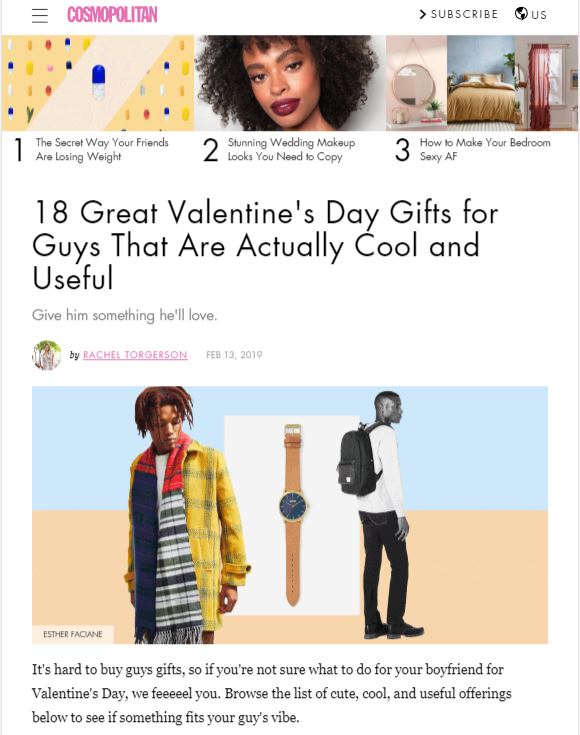 COSMOPOLITAN
SUBSCRIBE
US
1
The Secret Way Your Friends
Are Losing Weight
2
Stunning Wedding Makeup
Looks You Need to Copy
3
How to Make Your Bedroom
Sexy AF
18 Great Valentine's Day Gifts for
Guys That Are Actually Cool and
Useful
Give him something he'll love.
by RACHEL TORGERSON FEB 13, 2019
ESTHER FACIANE
It's hard to buy guys gifts, so if you're not sure what to do for your boyfriend for
Valentine's Day, we feeeeel you. Browse the list of cute, cool, and useful offerings
below to see if something fits your guy's vibe.